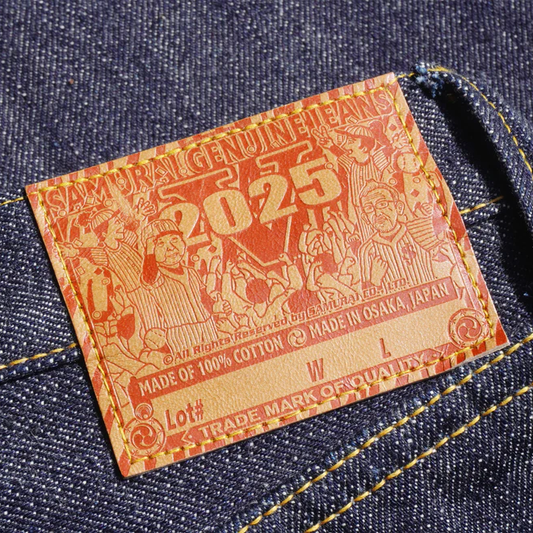 SAMURAI GENUINE JEANS
2025
©All Rights Reserved by SAMURAI CO.,LTD.
MADE OF 100% COTTON MADE IN OSAKA, JAPAN
Lot# W L
TRADE MARK OF QUALITY